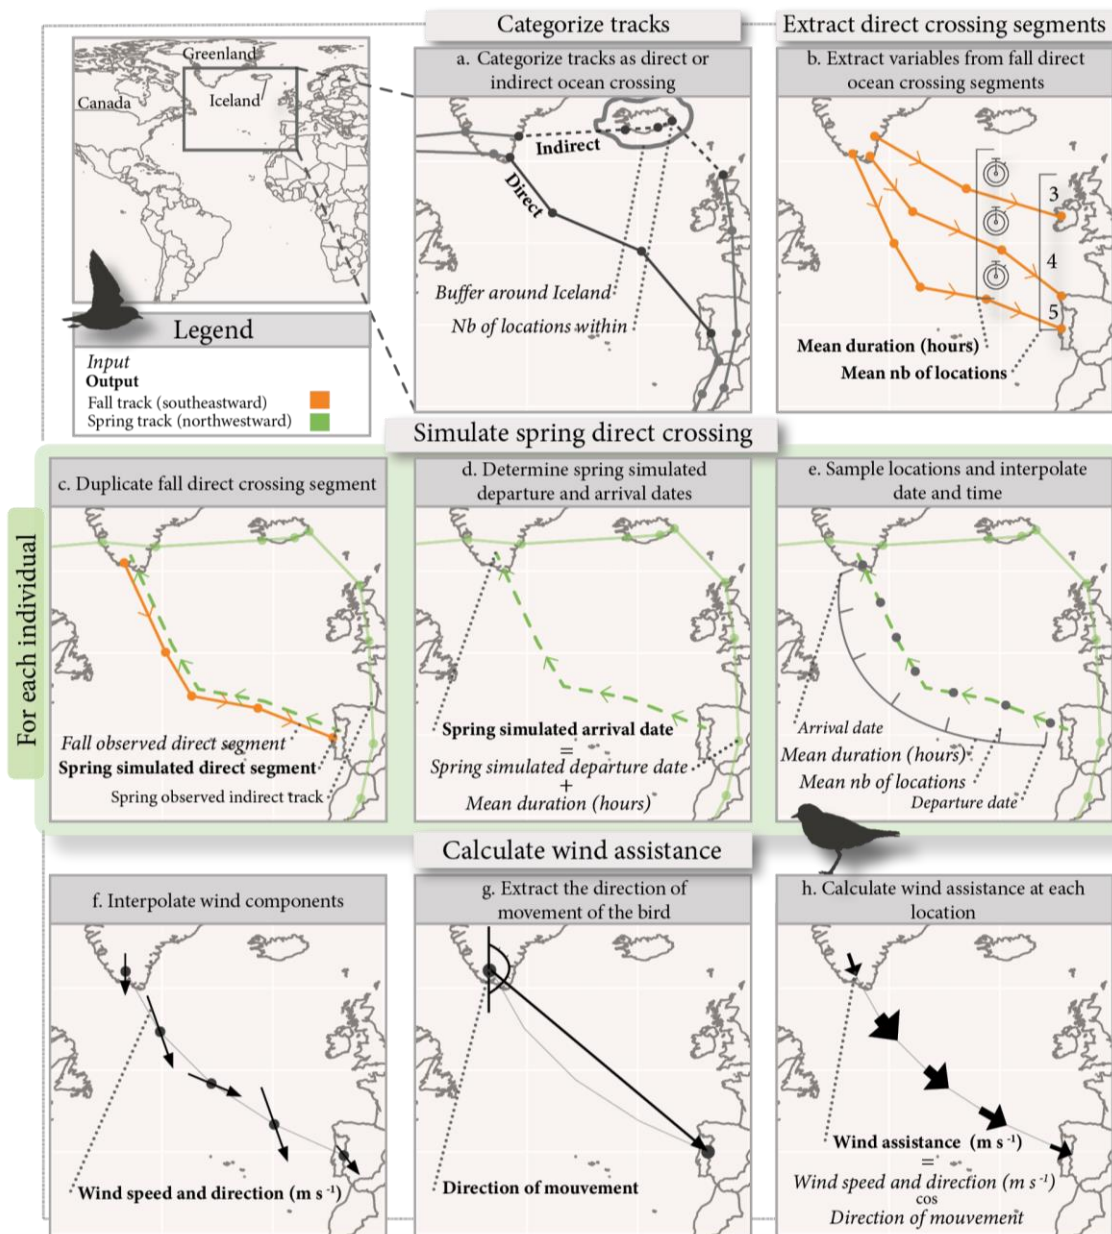 Categorize tracks
Extract direct crossing segments
Greenland
Canada
Iceland
a. Categorize tracks as direct or
indirect ocean crossing
Indirect
Direct
Buffer around Iceland
Nb of locations within
b. Extract variables from fall direct
ocean crossing segments
3
4
5
Mean duration (hours)
Mean nb of locations
Legend
Input
Output
Fall track (southeastward)
Spring track (northwestward)
Simulate spring direct crossing
For each individual
c. Duplicate fall direct crossing segment
Fall observed direct segment
Spring simulated direct segment
Spring observed indirect track
d. Determine spring simulated
departure and arrival dates
Spring simulated arrival date
=
Spring simulated departure date
+
Mean duration (hours)
e. Sample locations and interpolate
date and time
Arrival date
Mean duration (hours)
Mean nb of locations
Departure date
Calculate wind assistance
f. Interpolate wind components
Wind speed and direction (m s⁻¹)
g. Extract the direction of
movement of the bird
Direction of mouvement
h. Calculate wind assistance at each
location
Wind assistance (m s⁻¹)
=
Wind speed and direction (m s⁻¹)
cos
Direction of mouvement